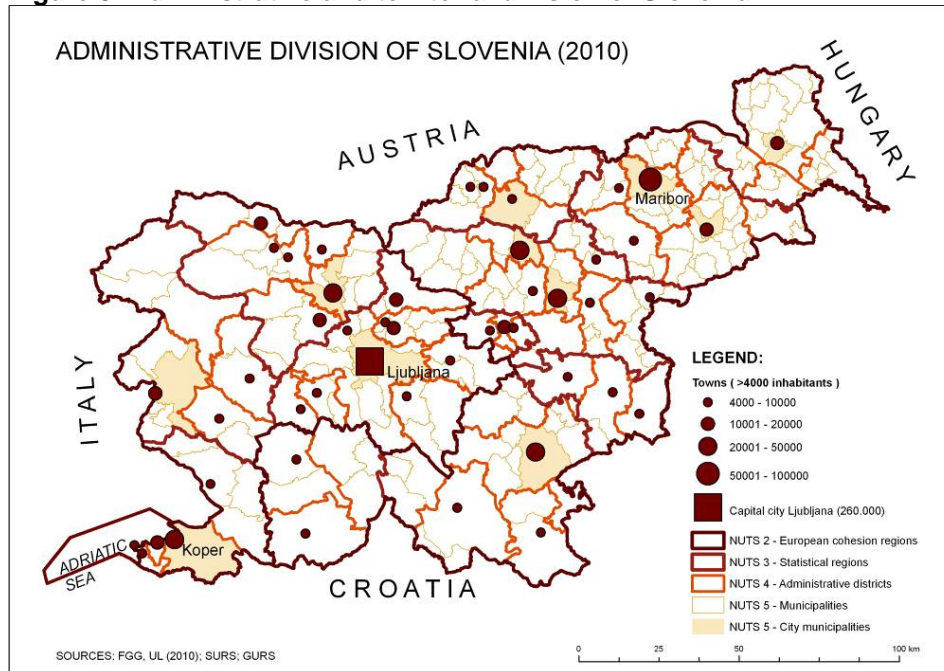 ADMINISTRATIVE DIVISION OF SLOVENIA (2010)
HUNGARY
AUSTRIA
Maribor
ITALY
Ljubljana
LEGEND:
Towns ( >4000 inhabitants )
4000 - 10000
10001 - 20000
20001 - 50000
50001 - 100000
Capital city Ljubljana (260.000)
NUTS 2 - European cohesion regions
NUTS 3 - Statistical regions
NUTS 4 - Administrative districts
NUTS 5 - Municipalities
NUTS 5 - City municipalities
Koper
ADRIATIC
SEA
CROATIA
SOURCES: FGG, UL (2010); SURS; GURS
0 25 50 100 km